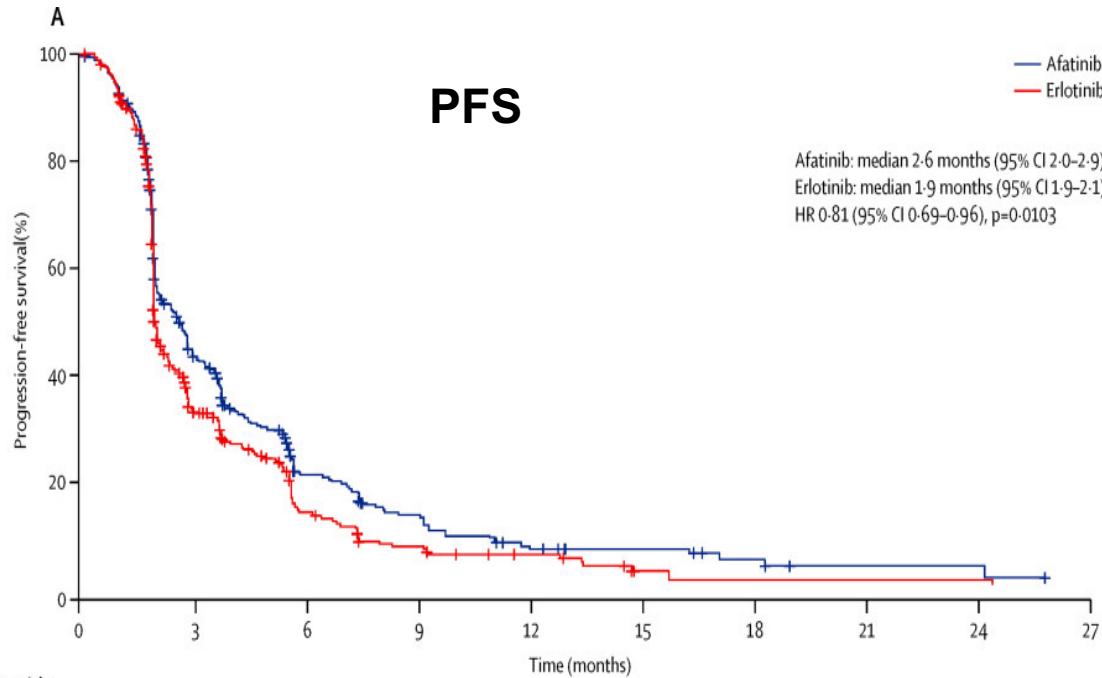 A
PFS
Afatinib
Erlotinib
Afatinib: median 2·6 months (95% CI 2·0–2·9)
Erlotinib: median 1·9 months (95% CI 1·9–2·1)
HR 0·81 (95% CI 0·69–0·96), p=0·0103
Progression-free survival(%)
100
80
60
40
20
0
0 3 6 9 12 15 18 21 24 27
Time (months)